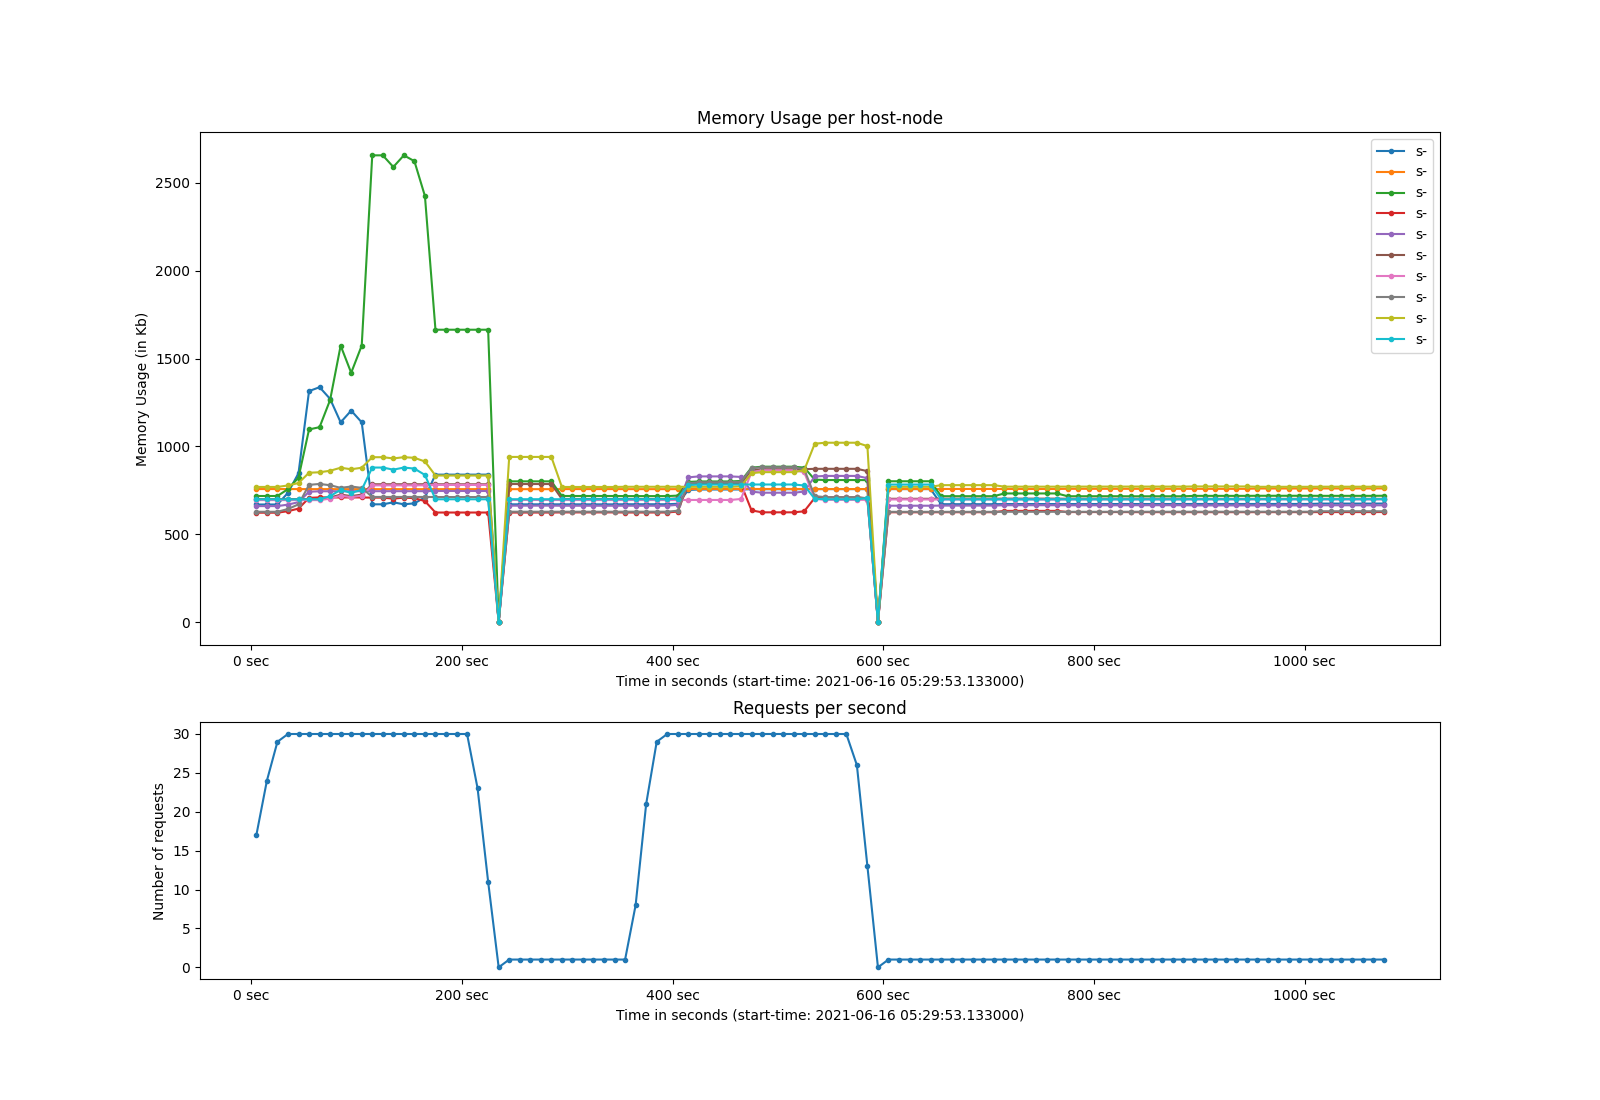 Memory Usage per host-node
Memory Usage (in Kb)
2500
2000
1500
1000
500
0
s-
s-
s-
s-
s-
s-
s-
s-
s-
s-
0 sec 200 sec 400 sec 600 sec 800 sec 1000 sec
Time in seconds (start-time: 2021-06-16 05:29:53.133000)
Requests per second
Number of requests
30
25
20
15
10
5
0
0 sec 200 sec 400 sec 600 sec 800 sec 1000 sec
Time in seconds (start-time: 2021-06-16 05:29:53.133000)